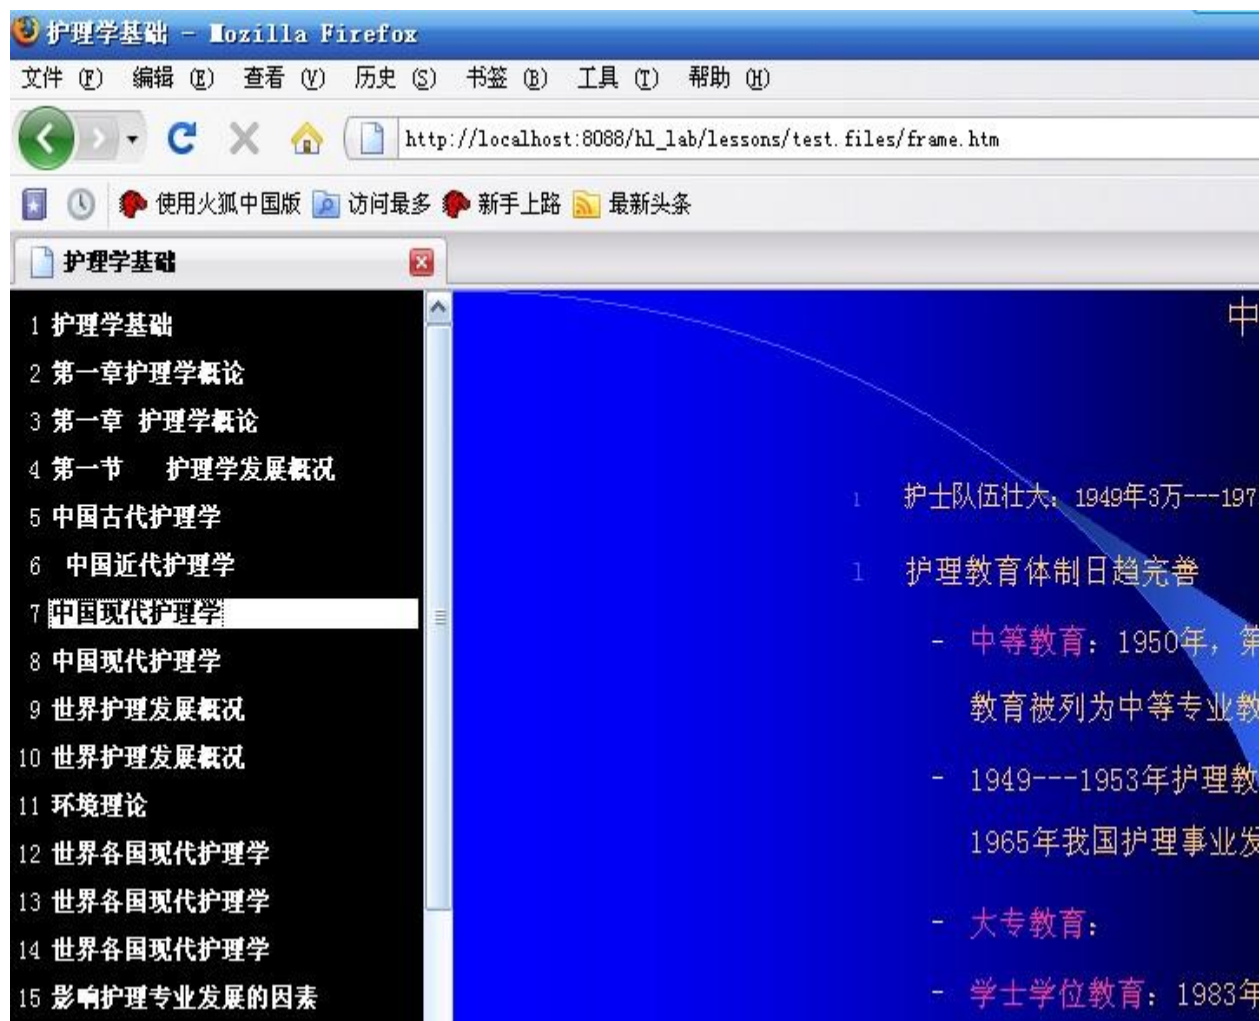 护理学基础 - Mozilla Firefox
文件 (F) 编辑 (E) 查看 (V) 历史 (S) 书签 (B) 工具 (T) 帮助 (H)
http://localhost:8088/hl_lab/lessons/test.files/frame.htm
使用火狐中国版 访问最多 新手上路 最新头条
护理学基础
1 护理学基础
2 第一章护理学概论
3 第一章 护理学概论
4 第一节 护理学发展概况
5 中国古代护理学
6 中国近代护理学
7 中国现代护理学
8 中国现代护理学
9 世界护理发展概况
10 世界护理发展概况
11 环境理论
12 世界各国现代护理学
13 世界各国现代护理学
14 世界各国现代护理学
15 影响护理专业发展的因素
中
l 护士队伍壮大：1949年3万---197
l 护理教育体制日趋完善
- 中等教育：1950年，第
教育被列为中等专业教
- 1949---1953年护理教
1965年我国护理事业发
- 大专教育：
- 学士学位教育：1983年